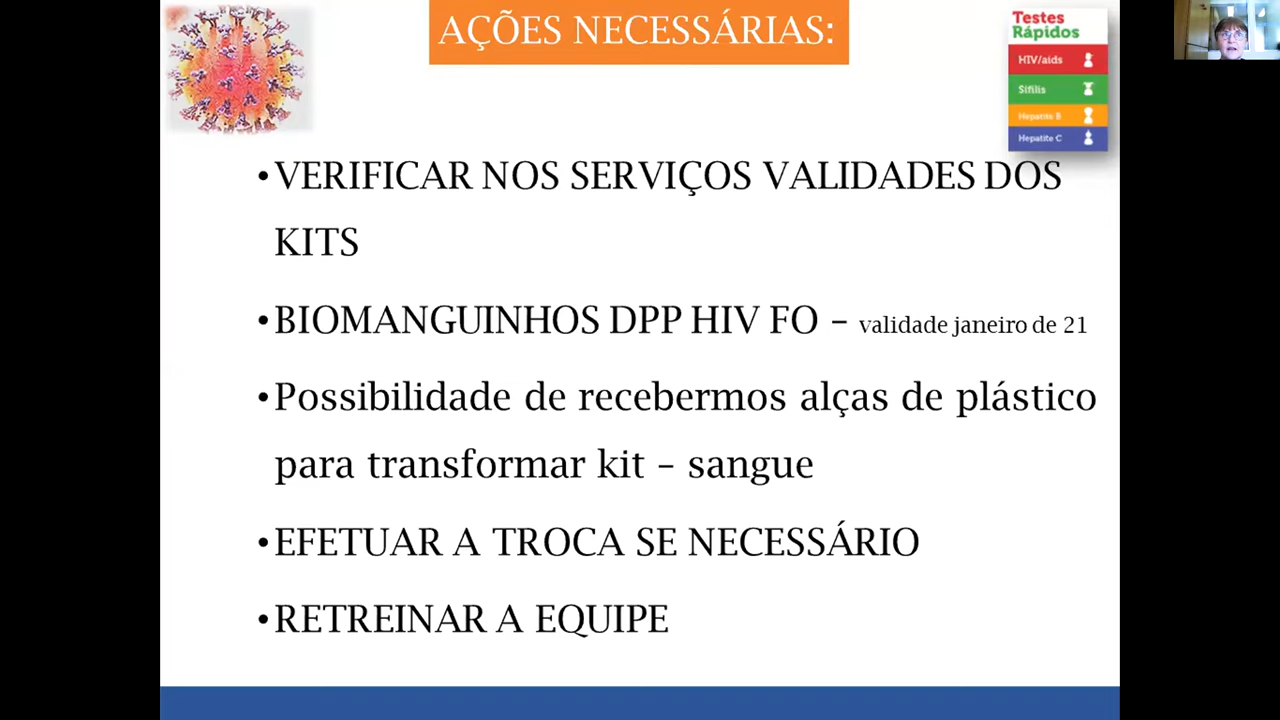 AÇÕES NECESSÁRIAS:
Testes
Rápidos
HIV/aids
Sífilis
Hepatite B
Hepatite C
•VERIFICAR NOS SERVIÇOS VALIDADES DOS
KITS
•BIOMANGUINHOS DPP HIV FO – validade janeiro de 21
•Possibilidade de recebermos alças de plástico
para transformar kit – sangue
•EFETUAR A TROCA SE NECESSÁRIO
•RETREINAR A EQUIPE